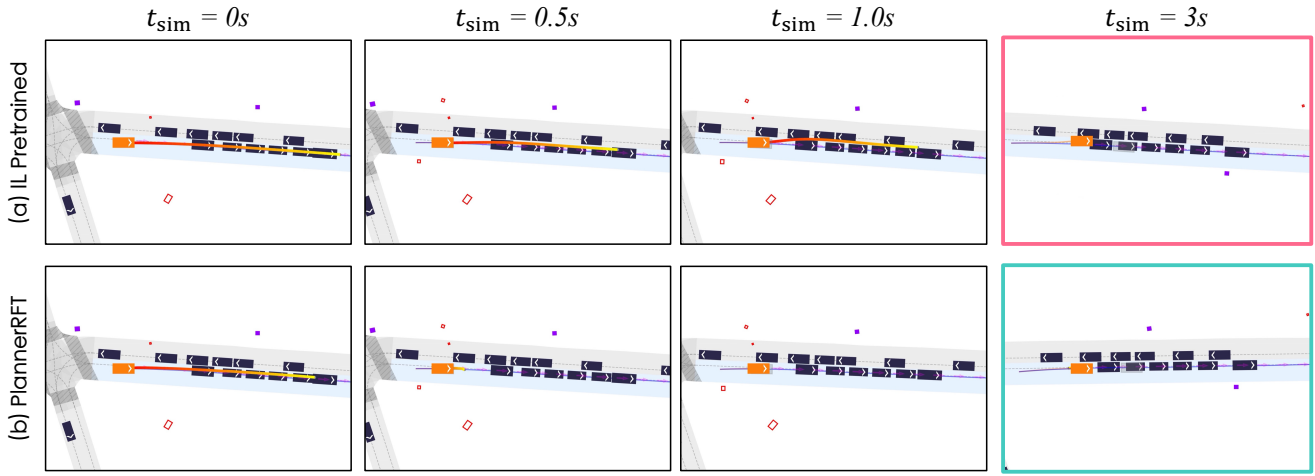 t_sim = 0s
t_sim = 0.5s
t_sim = 1.0s
t_sim = 3s
(a) IL Pretrained
(b) PlannerRFT